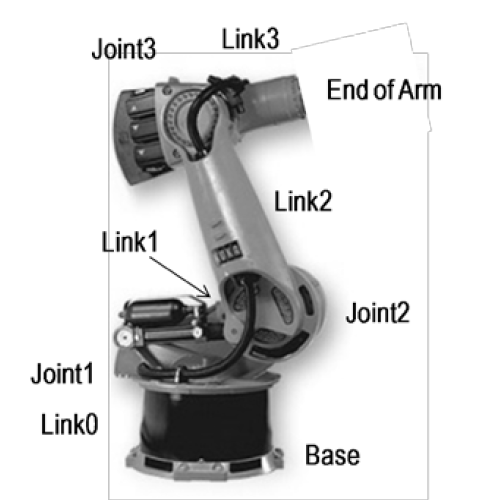 Joint3
Link3
End of Arm
Link2
Link1
Joint2
Joint1
Link0
Base